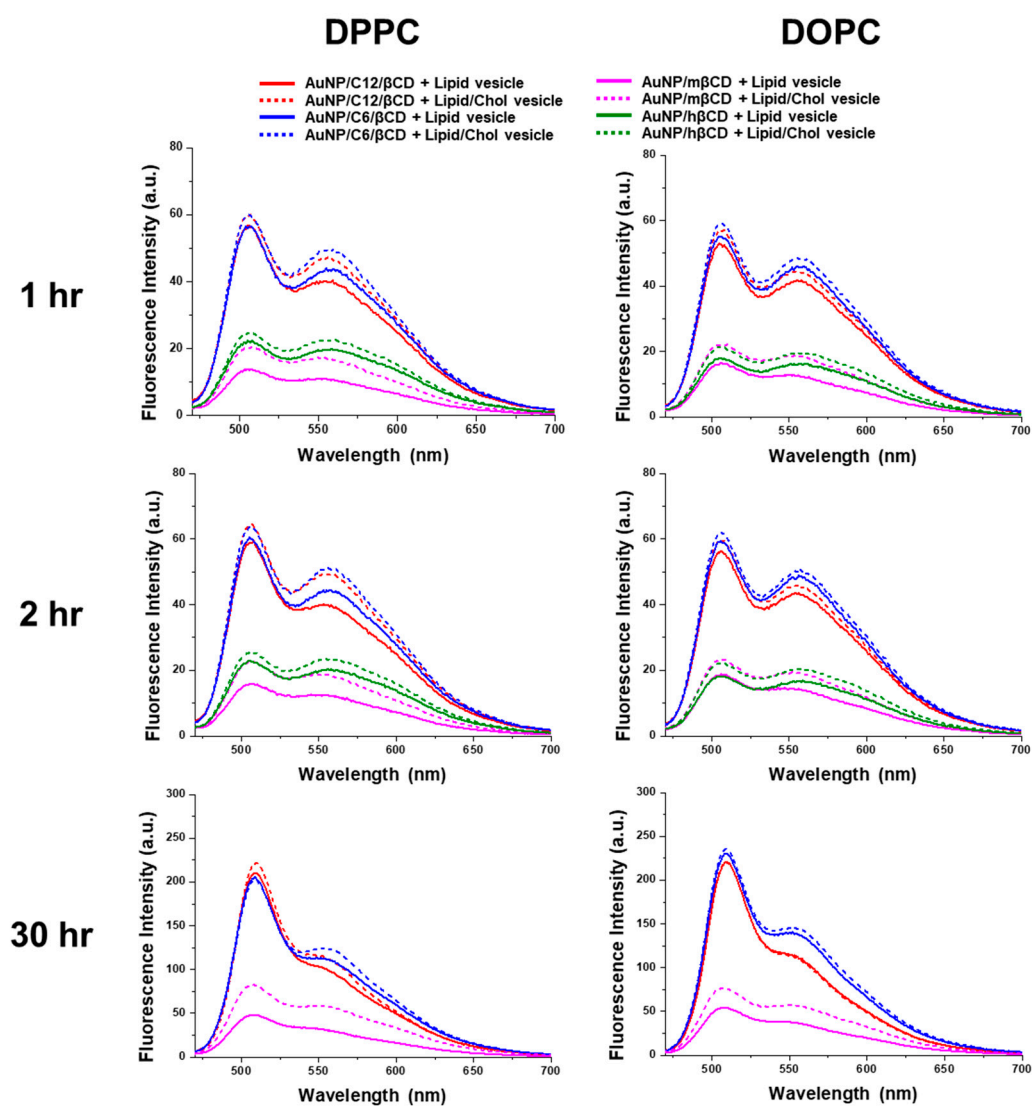 DPPC
DOPC
AuNP/C12/βCD + Lipid vesicle
AuNP/C12/βCD + Lipid/Chol vesicle
AuNP/C6/βCD + Lipid vesicle
AuNP/C6/βCD + Lipid/Chol vesicle
AuNP/mβCD + Lipid vesicle
AuNP/mβCD + Lipid/Chol vesicle
AuNP/hβCD + Lipid vesicle
AuNP/hβCD + Lipid/Chol vesicle
1 hr
Fluorescence Intensity (a.u.)
80
60
40
20
0
500
550
600
650
700
Wavelength (nm)
Fluorescence Intensity (a.u.)
80
60
40
20
0
500
550
600
650
700
Wavelength (nm)
2 hr
Fluorescence Intensity (a.u.)
80
60
40
20
0
500
550
600
650
700
Wavelength (nm)
Fluorescence Intensity (a.u.)
80
60
40
20
0
500
550
600
650
700
Wavelength (nm)
30 hr
Fluorescence Intensity (a.u.)
300
250
200
150
100
50
0
500
550
600
650
700
Wavelength (nm)
Fluorescence Intensity (a.u.)
300
250
200
150
100
50
0
500
550
600
650
700
Wavelength (nm)